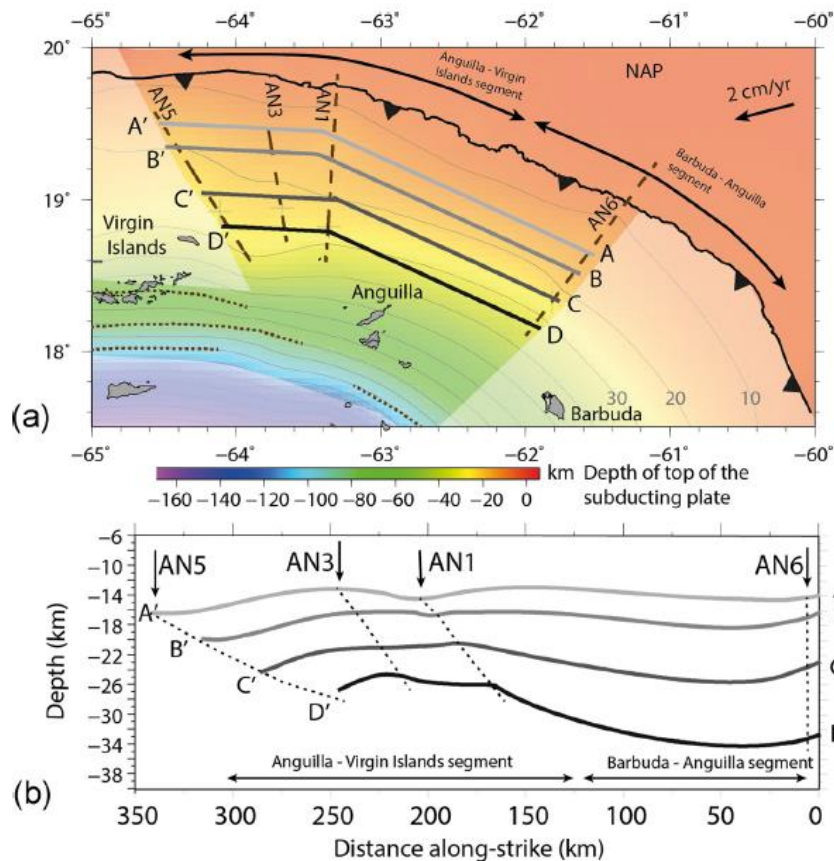 -65° -64° -63° -62° -61° -60°
20°
19°
18°
Anguilla - Virgin
Islands segment
NAP
2 cm/yr
Barbuda - Anguilla
segment
AN5
AN3
AN1
AN6
A'
B'
C'
D'
A
B
C
D
Virgin
Islands
Anguilla
Barbuda
30 20 10
(a)
-65° -64° -63° -62° -61° -60°
km Depth of top of the
subducting plate
-160 -140 -120 -100 -80 -60 -40 -20 0
-6
-10
-14
-18
-22
-26
-30
-34
-38
Depth (km)
AN5 AN3 AN1 AN6
A'
B'
C'
D'
Anguilla - Virgin Islands segment Barbuda - Anguilla segment
(b)
350 300 250 200 150 100 50 0
Distance along-strike (km)